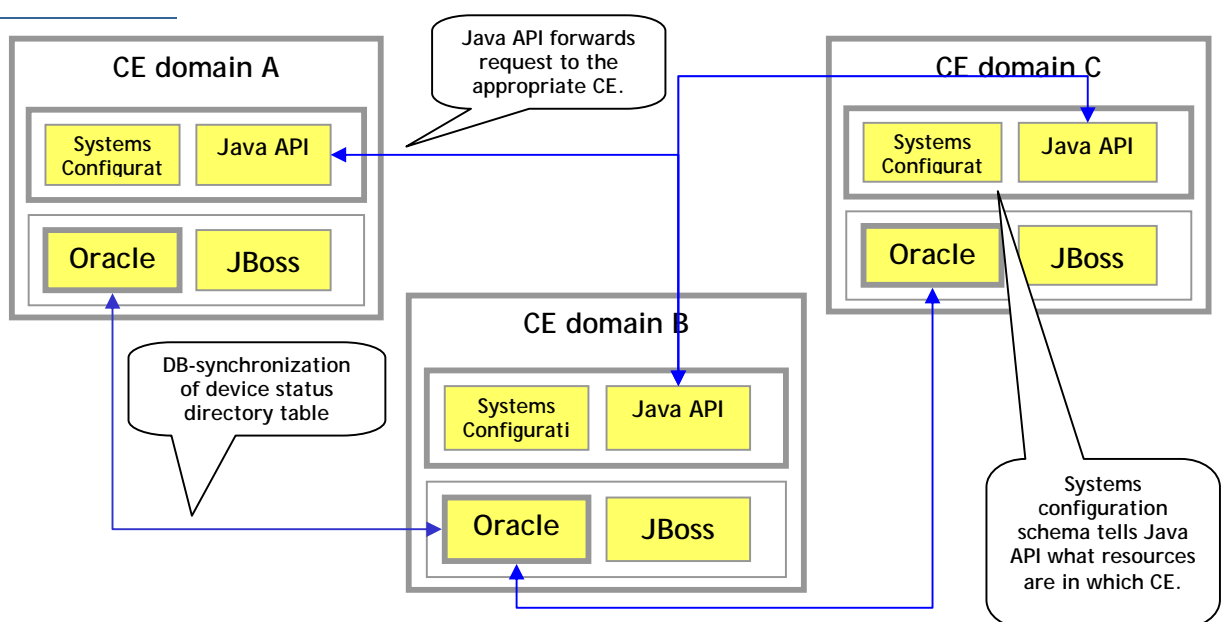 CE domain A
Systems
Configurat
Java API
Oracle
JBoss
Java API forwards
request to the
appropriate CE.
CE domain C
Systems
Configurat
Java API
Oracle
JBoss
DB-synchronization
of device status
directory table
CE domain B
Systems
Configurati
Java API
Oracle
JBoss
Systems
configuration
schema tells Java
API what resources
are in which CE.